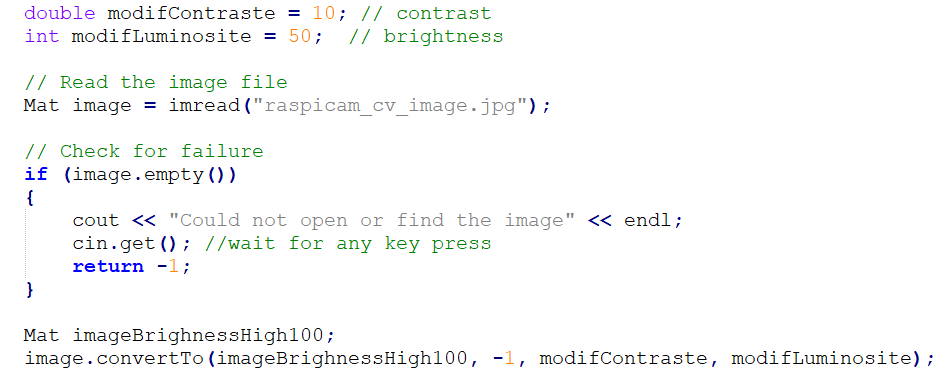 double modifContraste = 10; // contrast
int modifLuminosite = 50;  // brightness
// Read the image file
Mat image = imread("raspicam_cv_image.jpg");
// Check for failure
if (image.empty())
{
    cout << "Could not open or find the image" << endl;
    cin.get(); //wait for any key press
    return -1;
}
Mat imageBrighnessHigh100;
image.convertTo(imageBrighnessHigh100, -1, modifContraste, modifLuminosite);